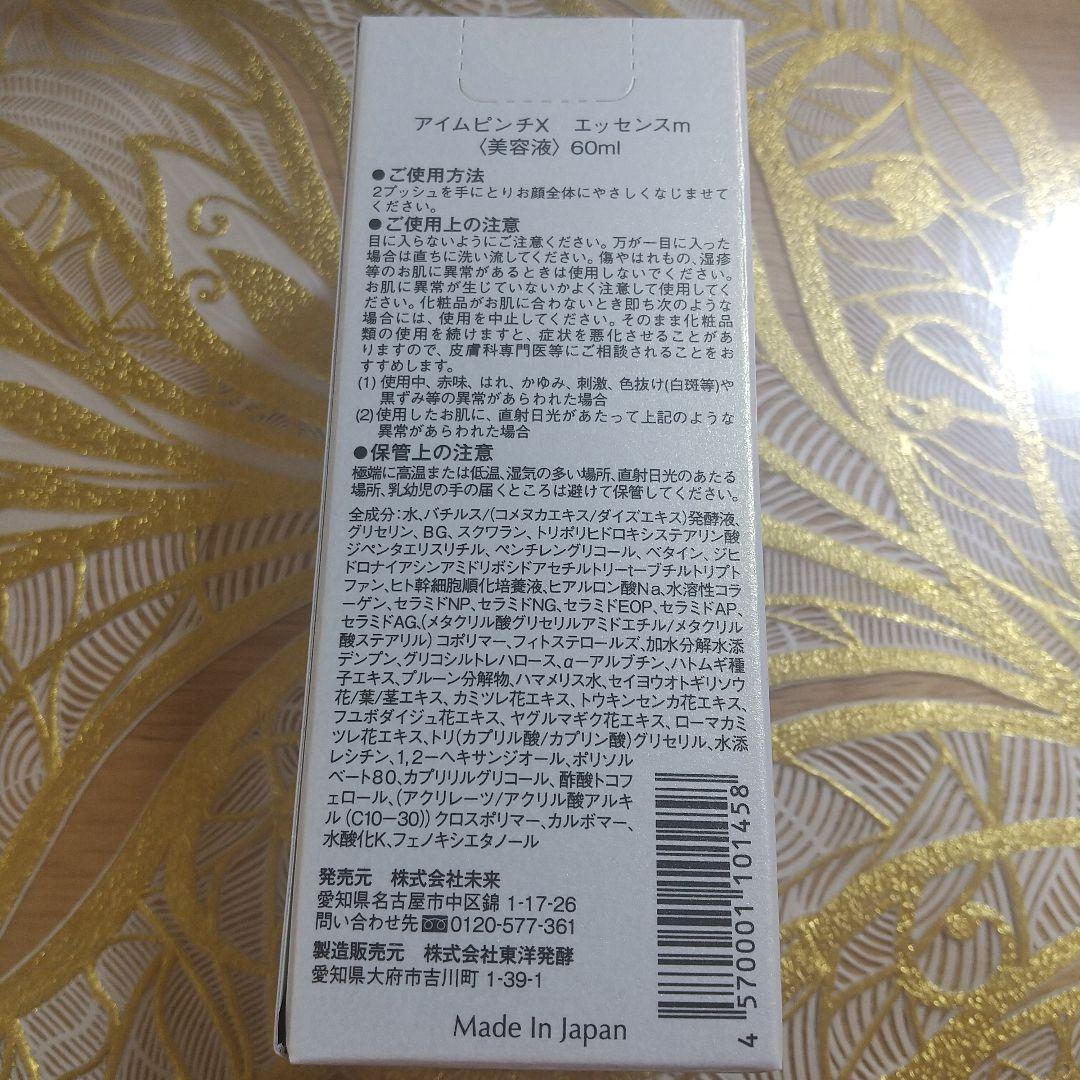 アイムピンチX　エッセンスm
〈美容液〉60ml
●ご使用方法
2プッシュを手にとりお顔全体にやさしくなじませて
ください。
●ご使用上の注意
目に入らないようにご注意ください。万が一目に入った
場合は直ちに洗い流してください。傷やはれもの、湿疹
等のお肌に異常があるときは使用しないでください。
お肌に異常が生じていないかよく注意して使用してく
ださい。化粧品がお肌に合わないとき即ち次のような
場合には、使用を中止してください。そのまま化粧品
類の使用を続けますと、症状を悪化させることがあ
りますので、皮膚科専門医等にご相談されることをお
すすめします。
(1) 使用中、赤味、はれ、かゆみ、刺激、色抜け(白斑等)や
黒ずみ等の異常があらわれた場合
(2)使用したお肌に、直射日光があたって上記のような
異常があらわれた場合
●保管上の注意
極端に高温または低温、湿気の多い場所、直射日光のあたる
場所、乳幼児の手の届くところは避けて保管してください。
全成分：水、バチルス/(コメヌカエキス/ダイズエキス)発酵液、
グリセリン、BG、スクワラン、トリポリヒドロキシステアリン酸
ジペンタエリスリチル、ペンチレングリコール、ベタイン、ジヒ
ドロナイアシンアミドリボシドアセチルトリーtーブチルトリプト
ファン、ヒト幹細胞順化培養液、ヒアルロン酸Na、水溶性コラ
ーゲン、セラミドNP、セラミドNG、セラミドEOP、セラミドAP、
セラミドAG、(メタクリル酸グリセリルアミドエチル/メタクリル
酸ステアリル) コポリマー、フィトステロールズ、加水分解水添
デンプン、グリコシルトレハロース、α－アルブチン、ハトムギ種
子エキス、プルーン分解物、ハマメリス水、セイヨウオトギリソウ
花/葉/茎エキス、カミツレ花エキス、トウキンセンカ花エキス、
フユボダイジュ花エキス、ヤグルマギク花エキス、ローマカミ
ツレ花エキス、トリ(カプリル酸/カプリン酸)グリセリル、水添
レシチン、1,2－ヘキサンジオール、ポリソル
ベート80、カプリリルグリコール、酢酸トコフ
ェロール、(アクリレーツ/アクリル酸アルキ
ル (C10－30)) クロスポリマー、カルボマー、
水酸化K、フェノキシエタノール
発売元　株式会社未来
愛知県名古屋市中区錦 1-17-26
問い合わせ先 0120-577-361
製造販売元　株式会社東洋発酵
愛知県大府市吉川町 1-39-1
Made In Japan
4 570001 101458